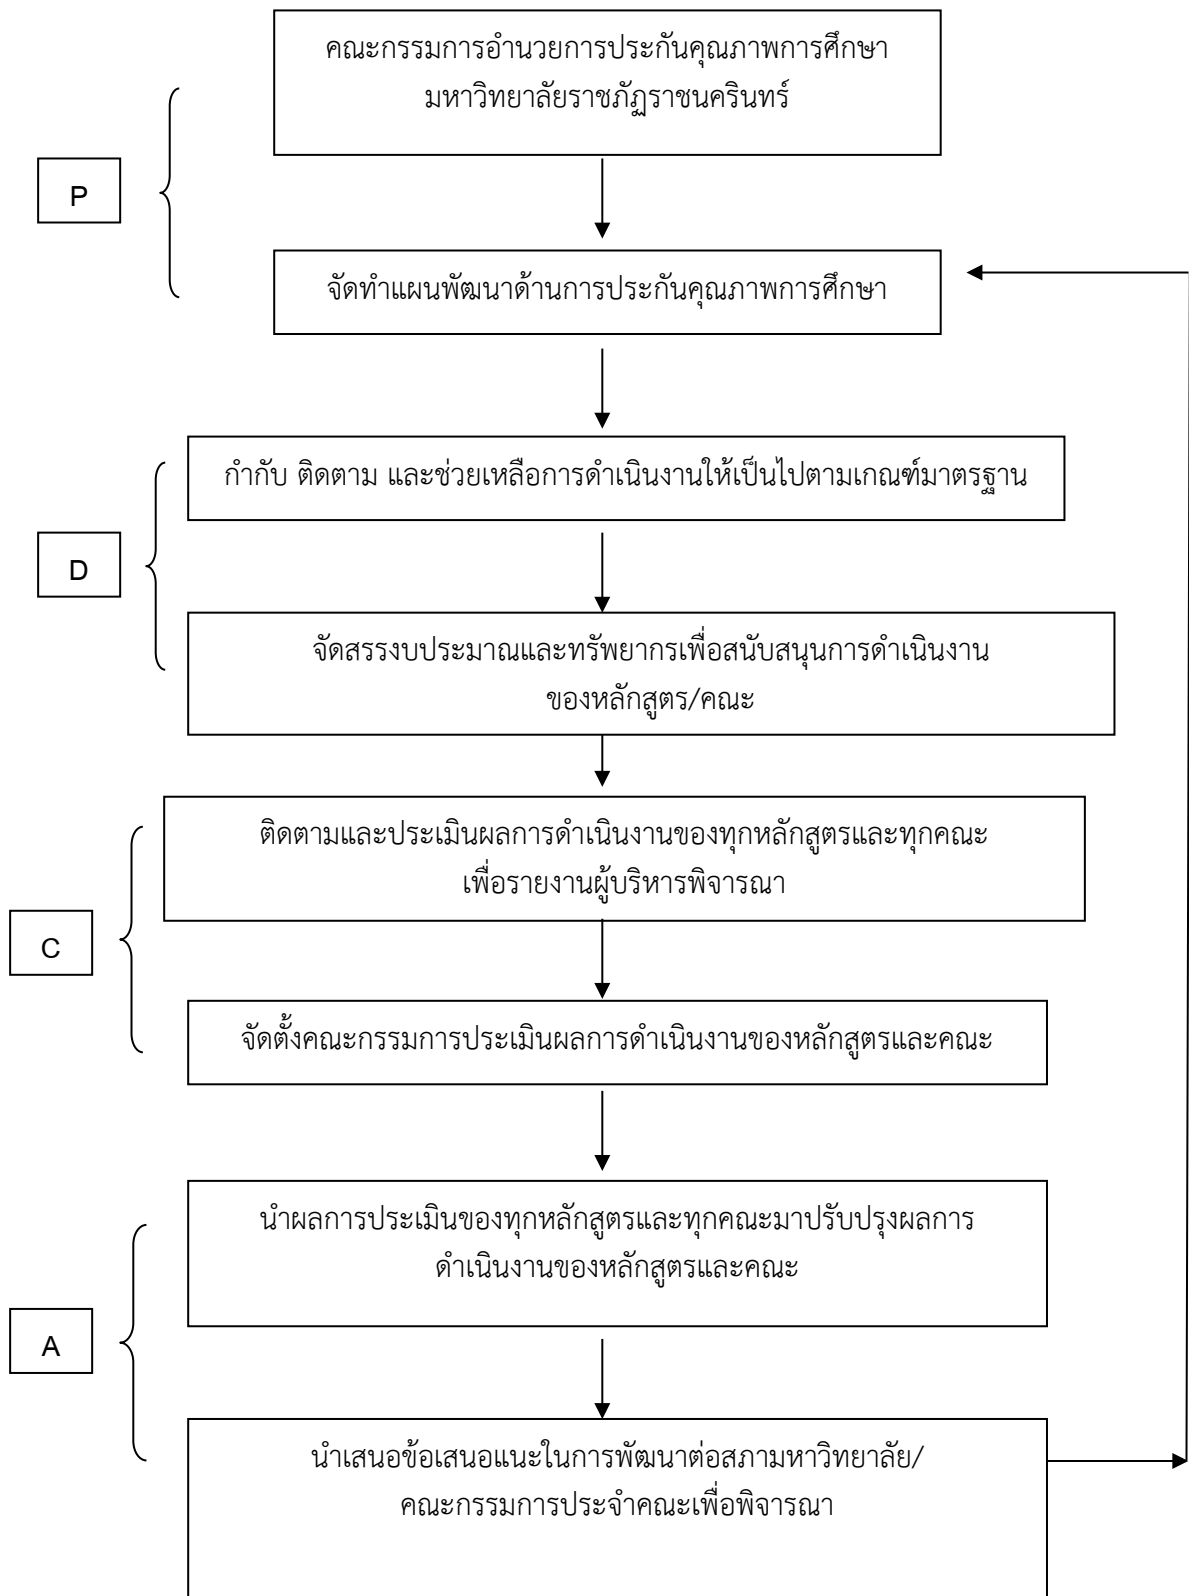 คณะกรรมการอำนวยการประกันคุณภาพการศึกษา
มหาวิทยาลัยราชภัฏราชนครินทร์
P
จัดทำแผนพัฒนาด้านการประกันคุณภาพการศึกษา
กำกับ ติดตาม และช่วยเหลือการดำเนินงานให้เป็นไปตามเกณฑ์มาตรฐาน
D
จัดสรรงบประมาณและทรัพยากรเพื่อสนับสนุนการดำเนินงาน
ของหลักสูตร/คณะ
ติดตามและประเมินผลการดำเนินงานของทุกหลักสูตรและทุกคณะ
เพื่อรายงานผู้บริหารพิจารณา
C
จัดตั้งคณะกรรมการประเมินผลการดำเนินงานของหลักสูตรและคณะ
นำผลการประเมินของทุกหลักสูตรและทุกคณะมาปรับปรุงผลการ
ดำเนินงานของหลักสูตรและคณะ
A
นำเสนอข้อเสนอแนะในการพัฒนาต่อสภามหาวิทยาลัย/
คณะกรรมการประจำคณะเพื่อพิจารณา